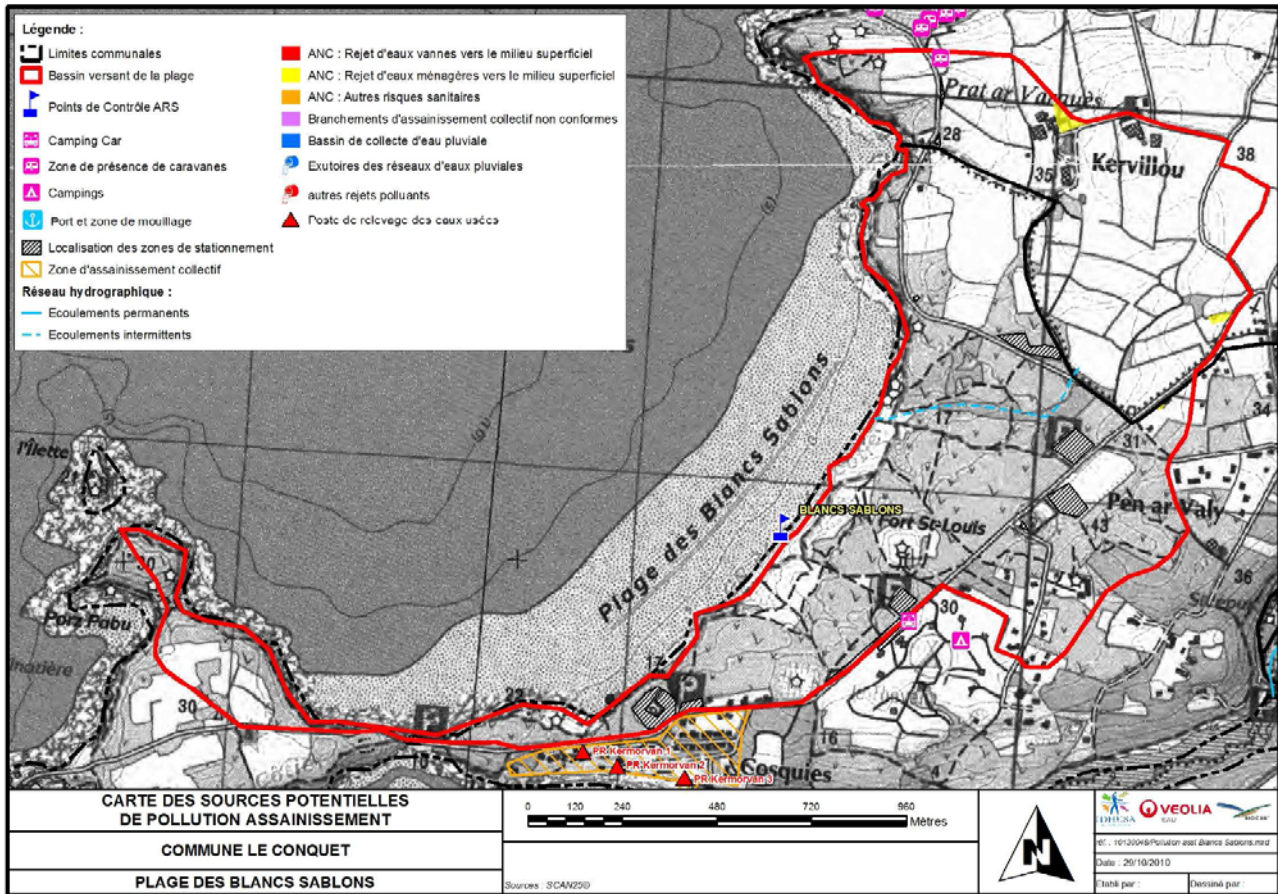 Légende :
Limites communales
Bassin versant de la plage
Points de Contrôle ARS
Camping Car
Zone de présence de caravanes
Campings
Port et zone de mouillage
Localisation des zones de stationnement
Zone d'assainissement collectif
Réseau hydrographique :
Ecoulements permanents
Ecoulements intermittents
ANC : Rejet d'eaux vannes vers le milieu superficiel
ANC : Rejet d'eaux ménagères vers le milieu superficiel
ANC : Autres risques sanitaires
Branchements d'assainissement collectif non conformes
Bassin de collecte d'eau pluviale
Exutoires des réseaux d'eaux pluviales
autres rejets polluants
Poste de relevage des eaux usées
Prat ar Varquès
28
38
35
Kervillou
34
31
Pen ar Valy
43
36
Plage des Blancs Sablons
BLANCS SABLONS
Fort St-Louis
l'Îlette
Porz Pabu
30
30
22
17
P
16
4
10
PR Kermorvan 1
PR Kermorvan 2
PR Kermorvan 3
Gosquies
CARTE DES SOURCES POTENTIELLES
DE POLLUTION ASSAINISSEMENT
COMMUNE LE CONQUET
PLAGE DES BLANCS SABLONS
0 120 240 480 720 960
Mètres
Sources : SCAN25®
N
IDHESA
VEOLIA
EAU
Date : 29/10/2010
Etabli par :
Dessiné par :